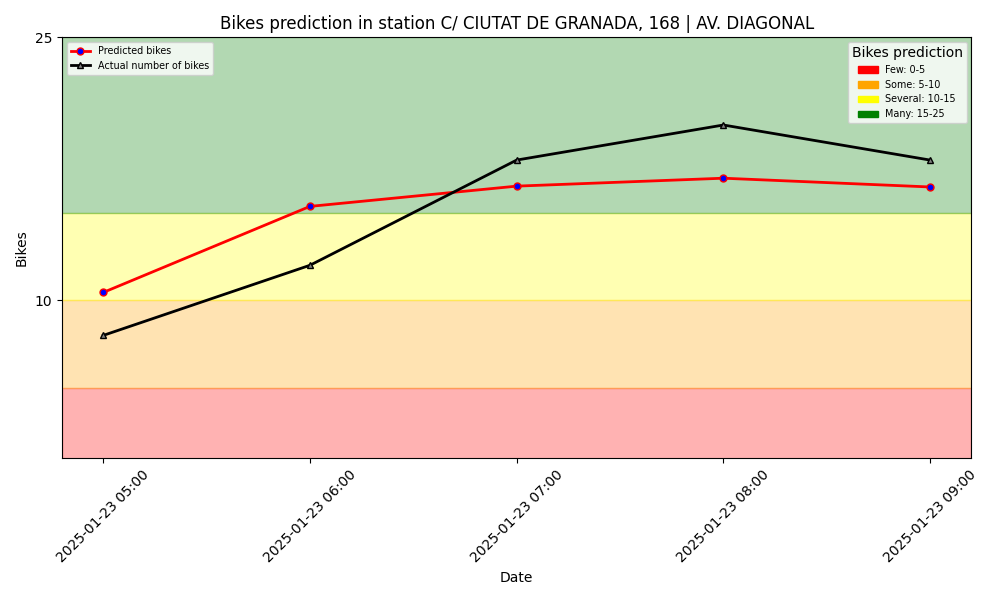 Bikes prediction in station C/ CIUTAT DE GRANADA, 168 | AV. DIAGONAL
Predicted bikes
Actual number of bikes
Bikes prediction
Few: 0-5
Some: 5-10
Several: 10-15
Many: 15-25
25
10
Bikes
2025-01-23 05:00
2025-01-23 06:00
2025-01-23 07:00
2025-01-23 08:00
2025-01-23 09:00
Date